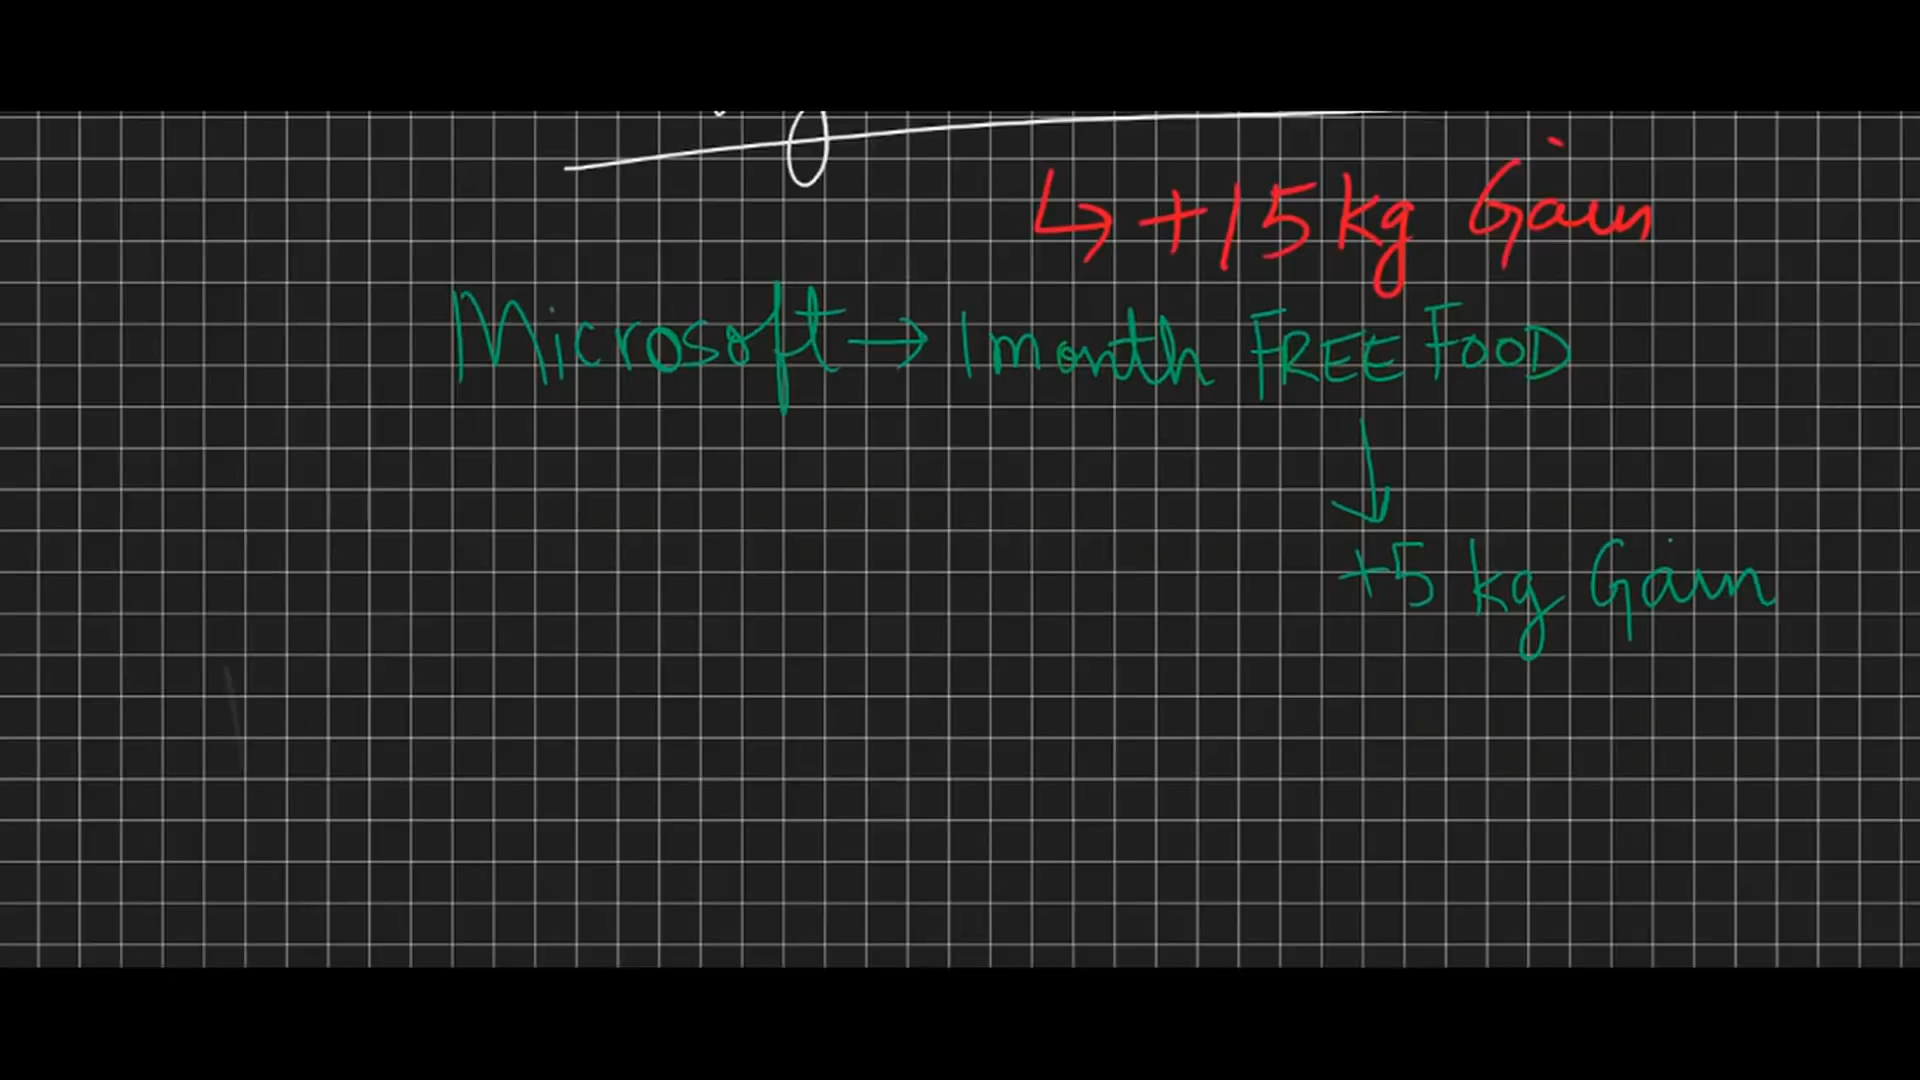 ↳ +15 kg Gain
Microsoft → 1 month FREE FOOD
↓
+5 kg Gain